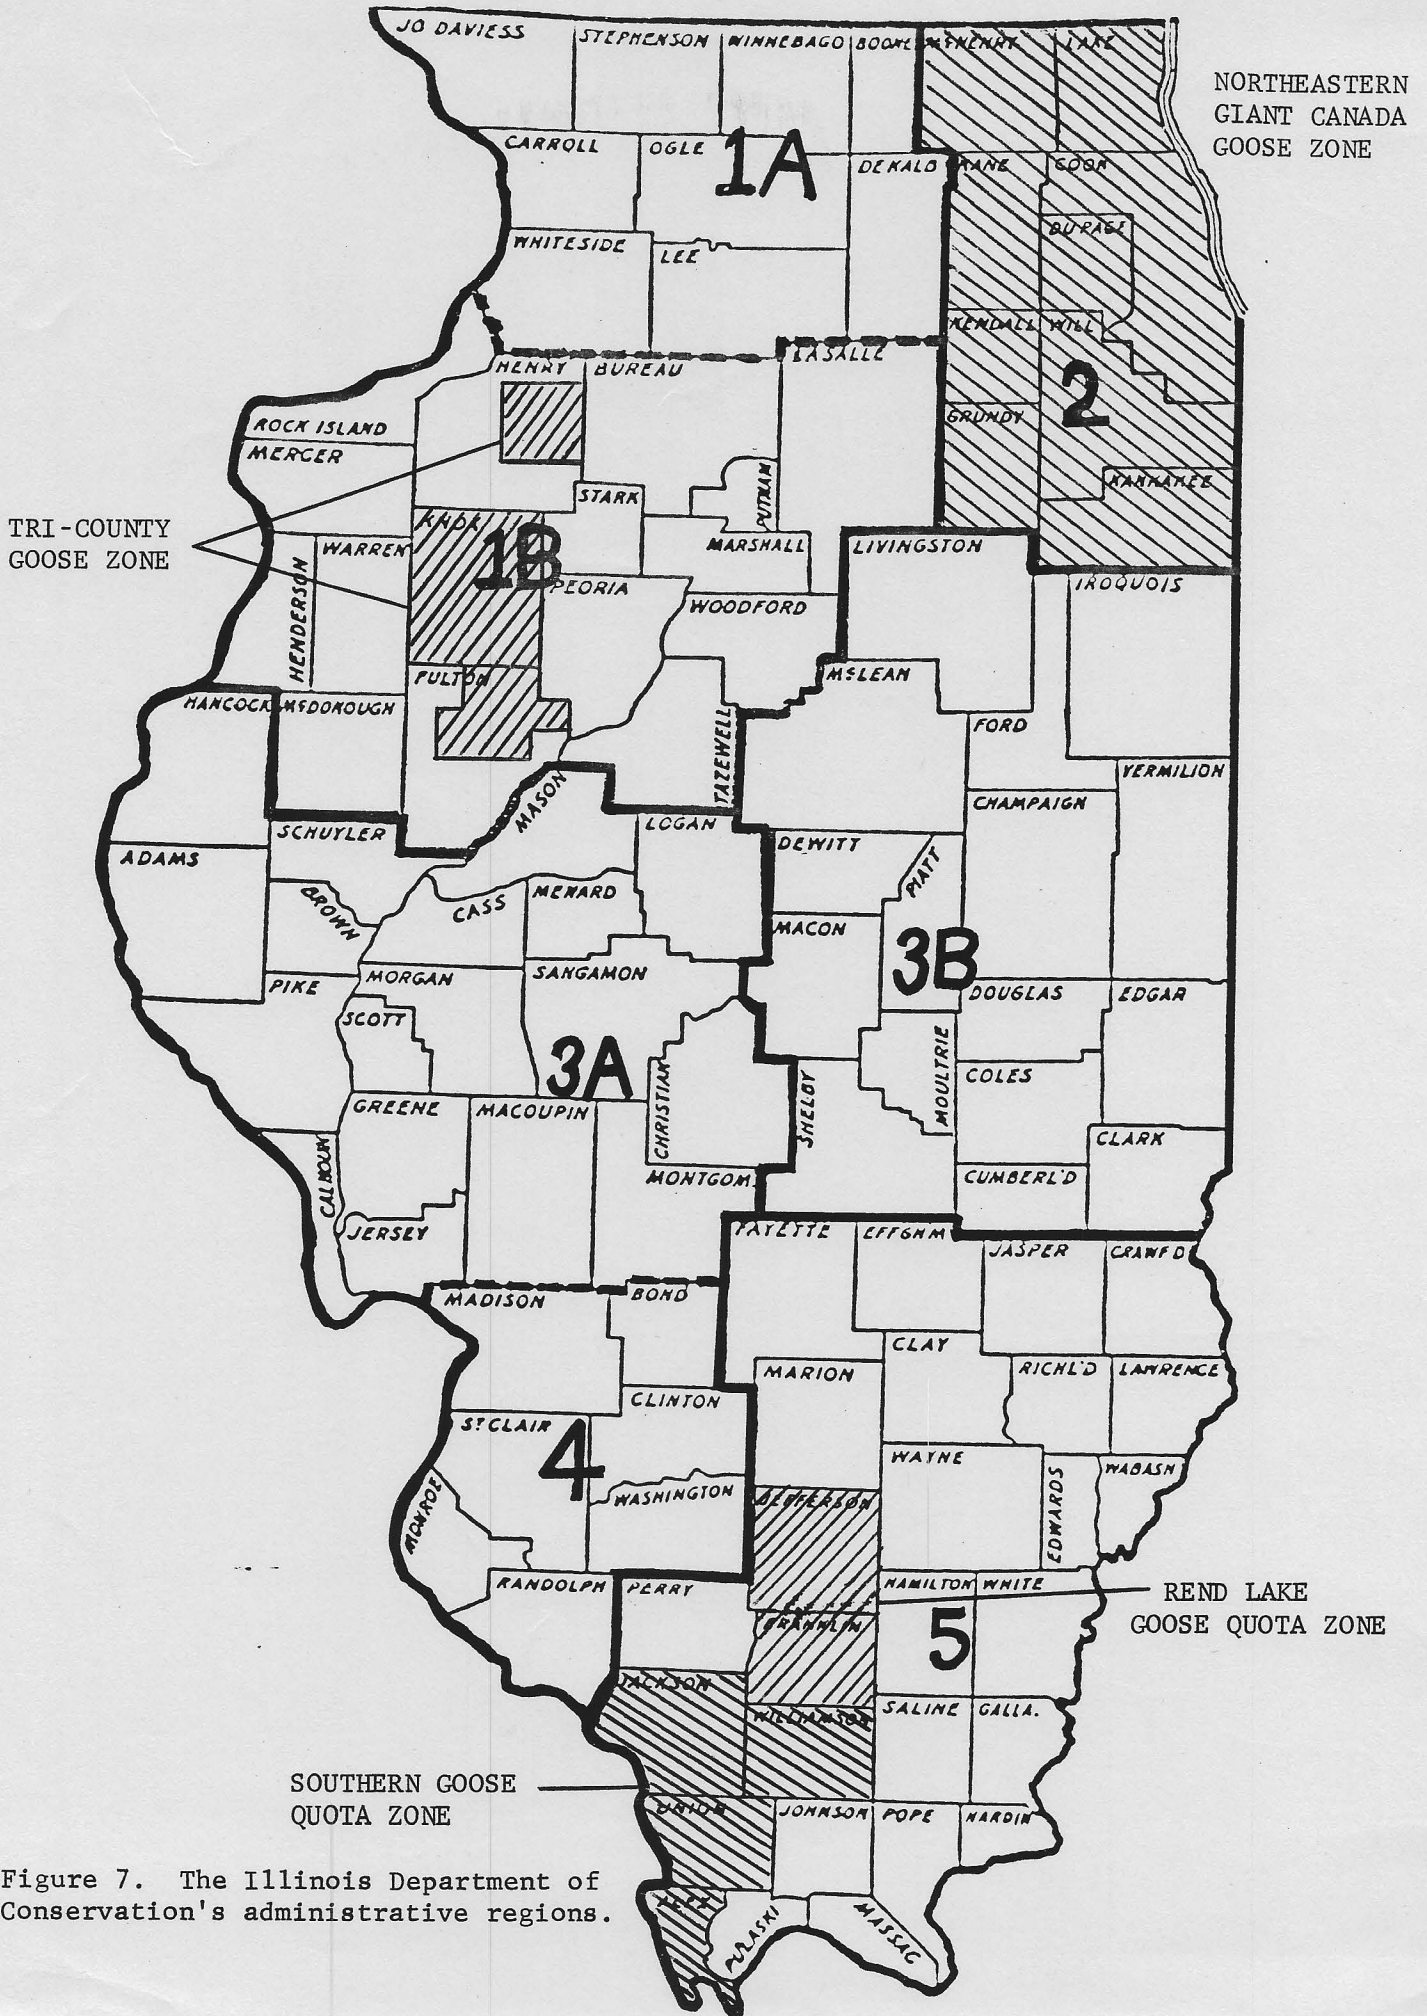 JO DAVIESS
STEPHENSON
WINNEBAGO
BOONE
McHENRY
LAKE
NORTHEASTERN
GIANT CANADA
GOOSE ZONE
CARROLL
OGLE
1A
DEKALB
KANE
COOK
DUPAGE
WHITESIDE
LEE
KENDALL
WILL
2
HENRY
BUREAU
LASALLE
GRUNDY
ROCK ISLAND
MERCER
KANKAKEE
STARK
PUTNAM
TRI-COUNTY
GOOSE ZONE
KNOX
1B
WARREN
HENDERSON
MARSHALL
LIVINGSTON
PEORIA
WOODFORD
IROQUOIS
FULTON
McLEAN
HANCOCK
McDONOUGH
TAZEWELL
FORD
VERMILION
MASON
CHAMPAIGN
SCHUYLER
LOGAN
DEWITT
PIATT
ADAMS
BROWN
CASS
MENARD
MACON
3B
PIKE
MORGAN
SANGAMON
DOUGLAS
EDGAR
SCOTT
3A
CHRISTIAN
SHELBY
MOULTRIE
COLES
GREENE
MACOUPIN
CLARK
CALHOUN
MONTGOM.
CUMBERL'D
JERSEY
FAYETTE
EFFGHM
JASPER
CRAWF'D
MADISON
BOND
CLAY
MARION
RICHL'D
LAWRENCE
CLINTON
ST. CLAIR
4
WAYNE
WABASH
EDWARDS
MONROE
WASHINGTON
JEFFERSON
RANDOLPH
PERRY
HAMILTON
WHITE
REND LAKE
GOOSE QUOTA ZONE
FRANKLIN
5
JACKSON
WILLIAMSON
SALINE
GALLA.
SOUTHERN GOOSE
QUOTA ZONE
UNION
JOHNSON
POPE
HARDIN
ALEX
PULASKI
MASSAC
Figure 7.  The Illinois Department of
Conservation's administrative regions.